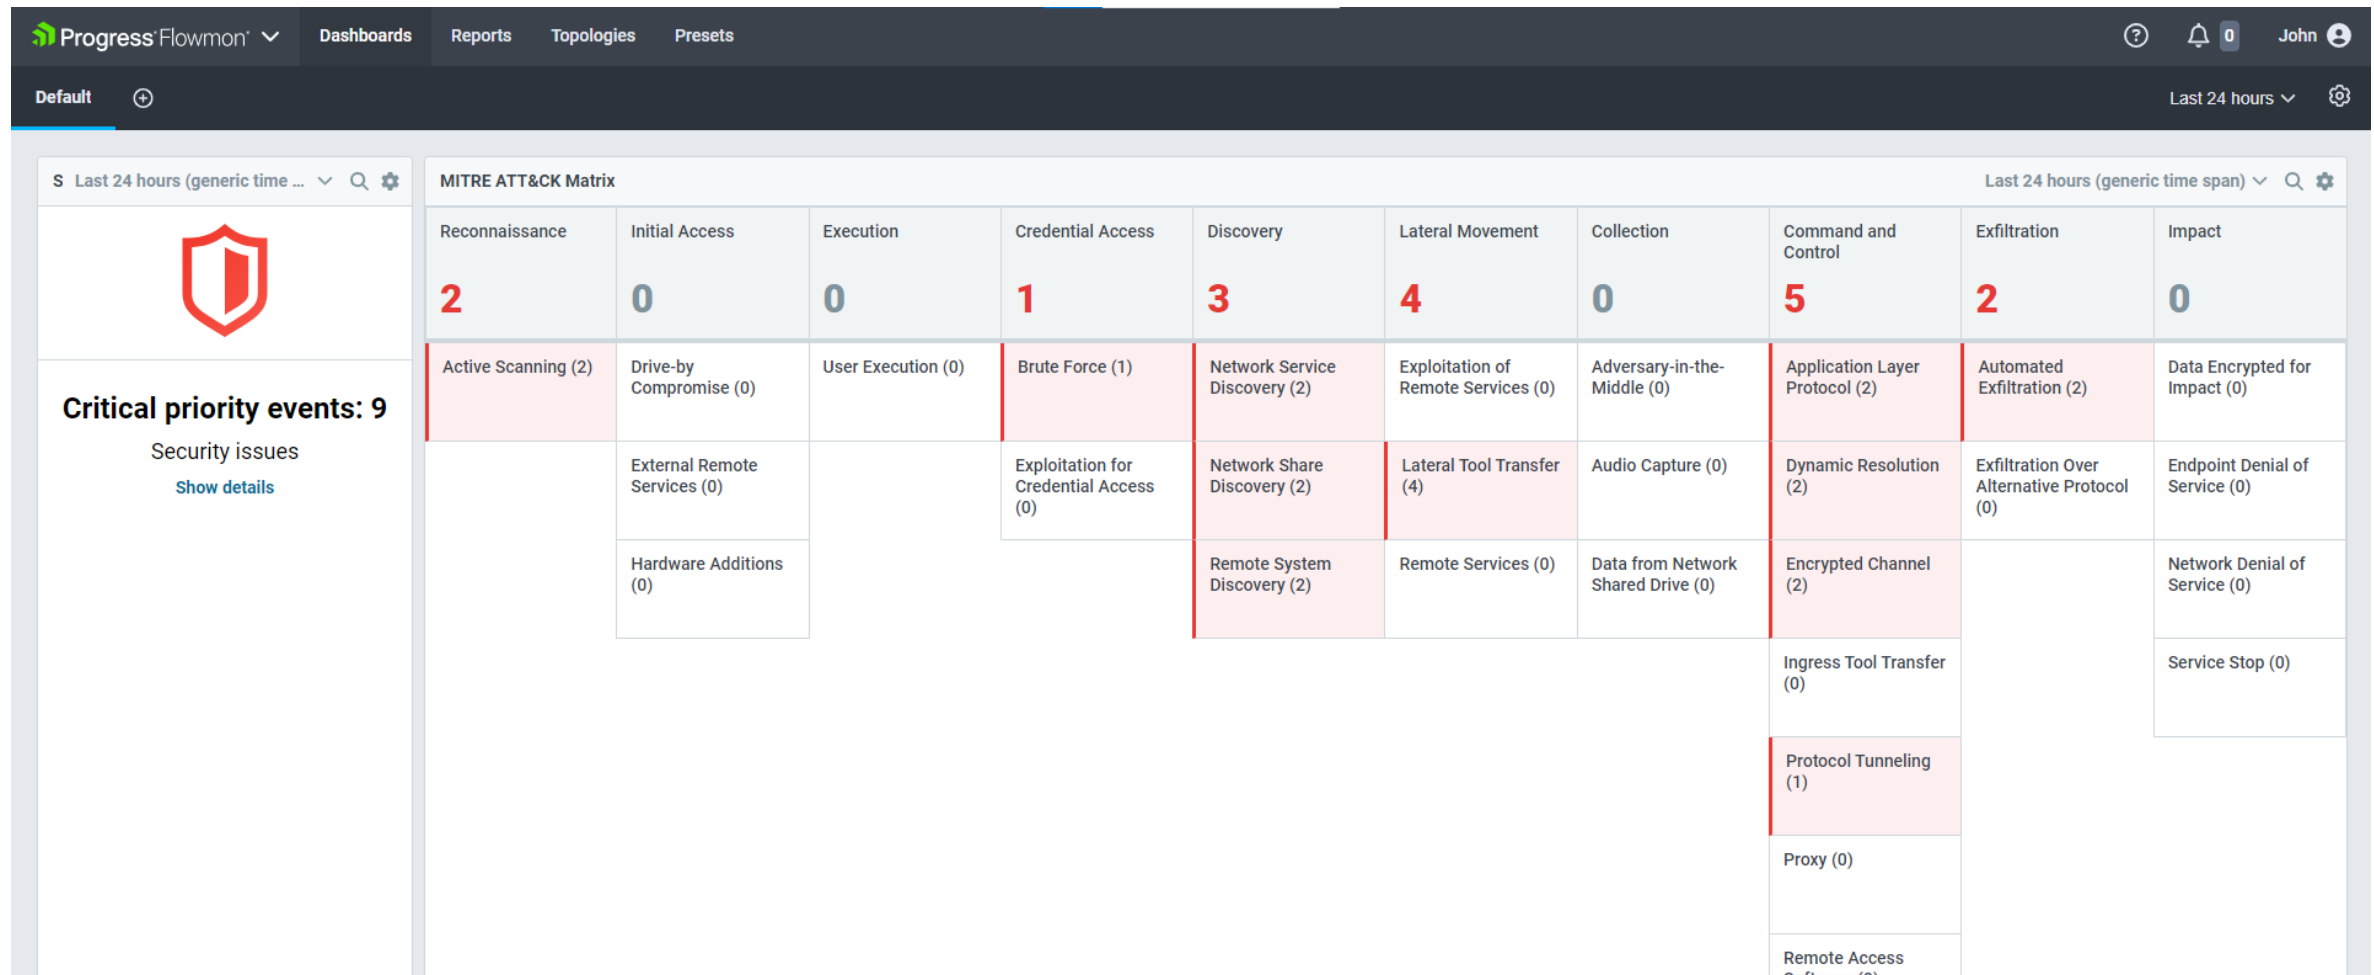 Progress Flowmon
Dashboards
Reports
Topologies
Presets
0
John
Default
Last 24 hours
S Last 24 hours (generic time ...
Critical priority events: 9
Security issues
Show details
MITRE ATT&CK Matrix
Last 24 hours (generic time span)
Reconnaissance
2
Active Scanning (2)
Initial Access
0
Drive-by
Compromise (0)
External Remote
Services (0)
Hardware Additions
(0)
Execution
0
User Execution (0)
Credential Access
1
Brute Force (1)
Exploitation for
Credential Access
(0)
Discovery
3
Network Service
Discovery (2)
Network Share
Discovery (2)
Remote System
Discovery (2)
Lateral Movement
4
Exploitation of
Remote Services (0)
Lateral Tool Transfer
(4)
Remote Services (0)
Collection
0
Adversary-in-the-
Middle (0)
Audio Capture (0)
Data from Network
Shared Drive (0)
Command and
Control
5
Application Layer
Protocol (2)
Dynamic Resolution
(2)
Encrypted Channel
(2)
Ingress Tool Transfer
(0)
Protocol Tunneling
(1)
Proxy (0)
Remote Access
Exfiltration
2
Automated
Exfiltration (2)
Exfiltration Over
Alternative Protocol
(0)
Impact
0
Data Encrypted for
Impact (0)
Endpoint Denial of
Service (0)
Network Denial of
Service (0)
Service Stop (0)